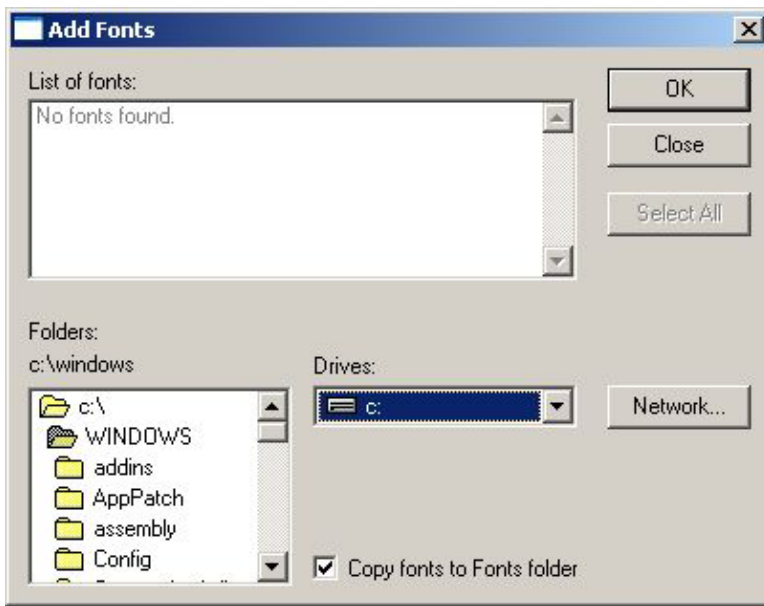 Add Fonts
List of fonts:
No fonts found.
OK
Close
Select All
Folders:
c:\windows
Drives:
c:\
WINDOWS
addins
AppPatch
assembly
Config
c:
Network...
Copy fonts to Fonts folder